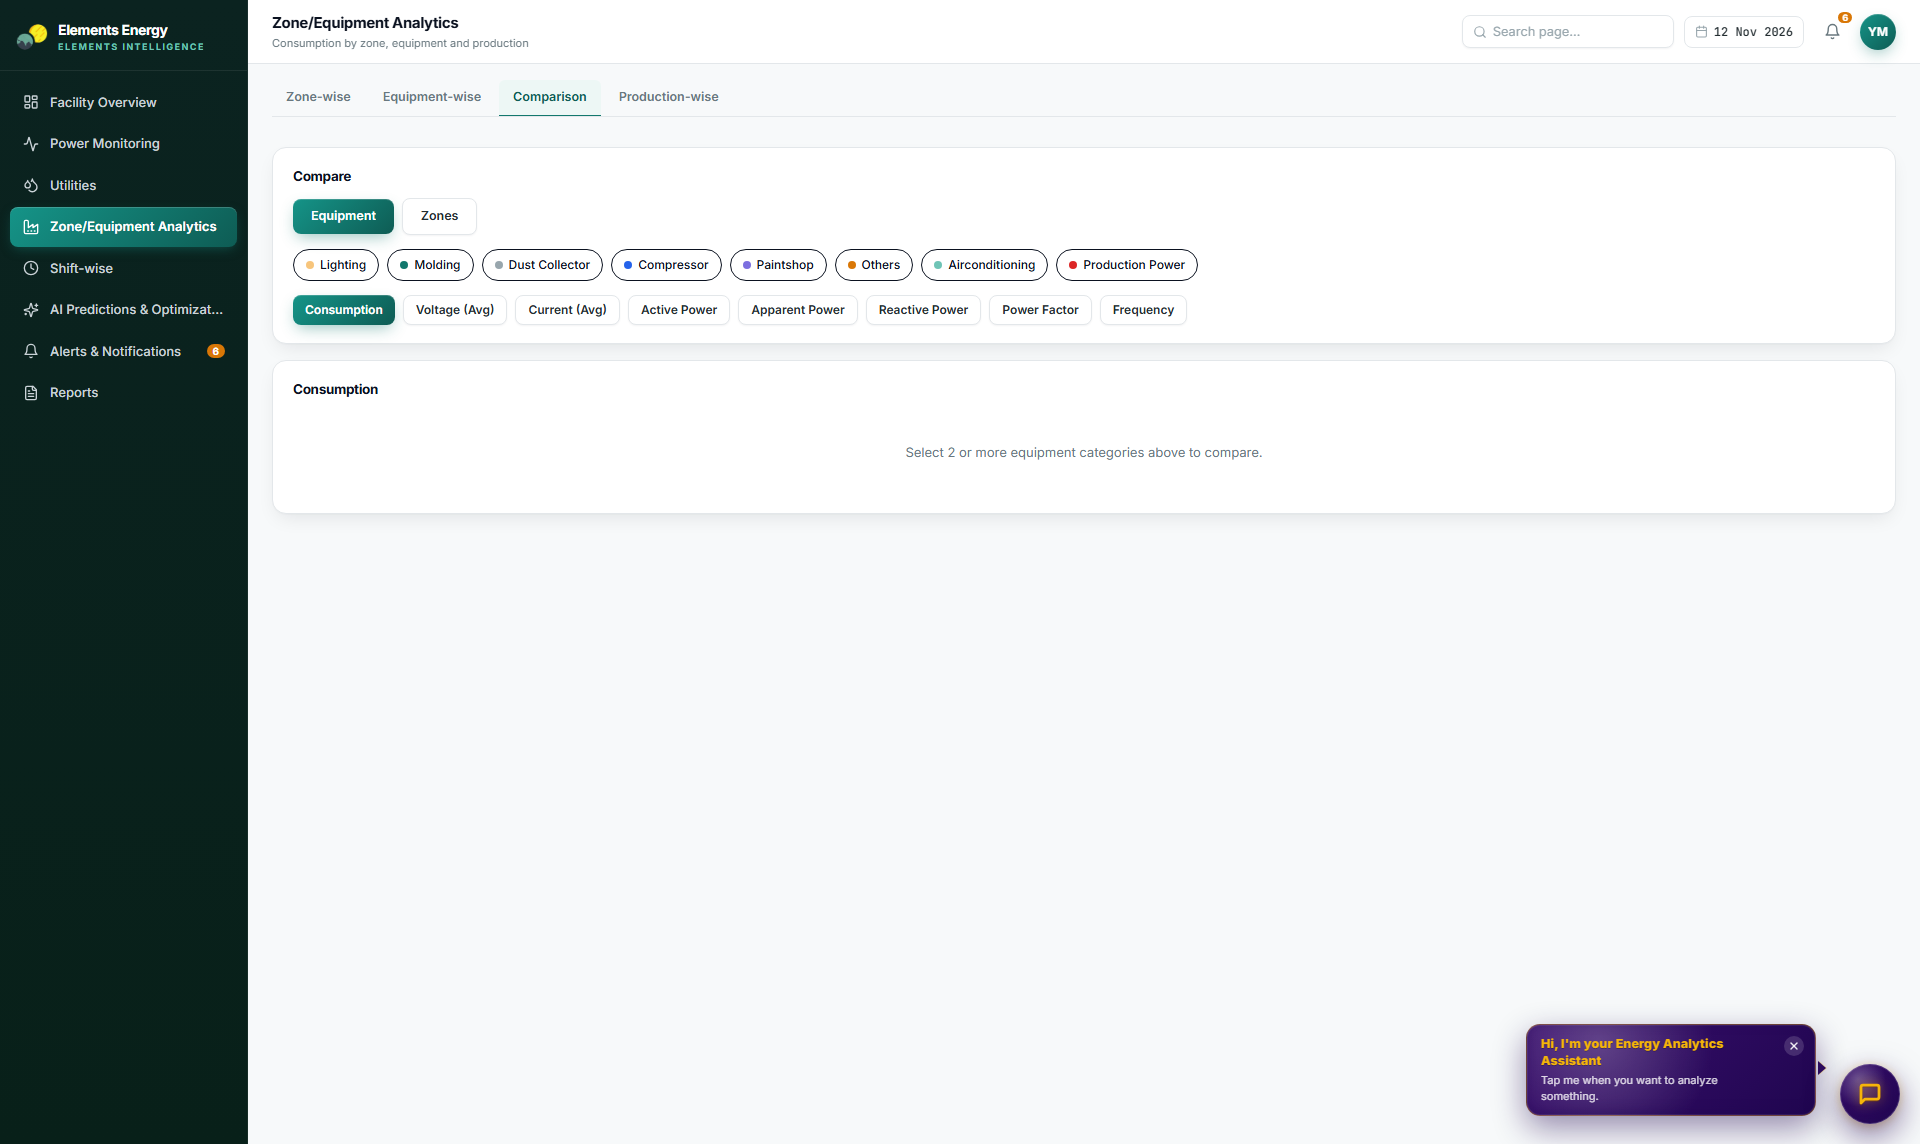 Elements Energy
ELEMENTS INTELLIGENCE
Facility Overview
Power Monitoring
Utilities
Zone/Equipment Analytics
Shift-wise
AI Predictions & Optimizat...
Alerts & Notifications 6
Reports
Zone/Equipment Analytics
Consumption by zone, equipment and production
Search page...
12 Nov 2026
6
YM
Zone-wise Equipment-wise Comparison Production-wise
Compare
Equipment Zones
Lighting Molding Dust Collector Compressor Paintshop Others Airconditioning Production Power
Consumption Voltage (Avg) Current (Avg) Active Power Apparent Power Reactive Power Power Factor Frequency
Consumption
Select 2 or more equipment categories above to compare.
Hi, I'm your Energy Analytics
Assistant
Tap me when you want to analyze
something.